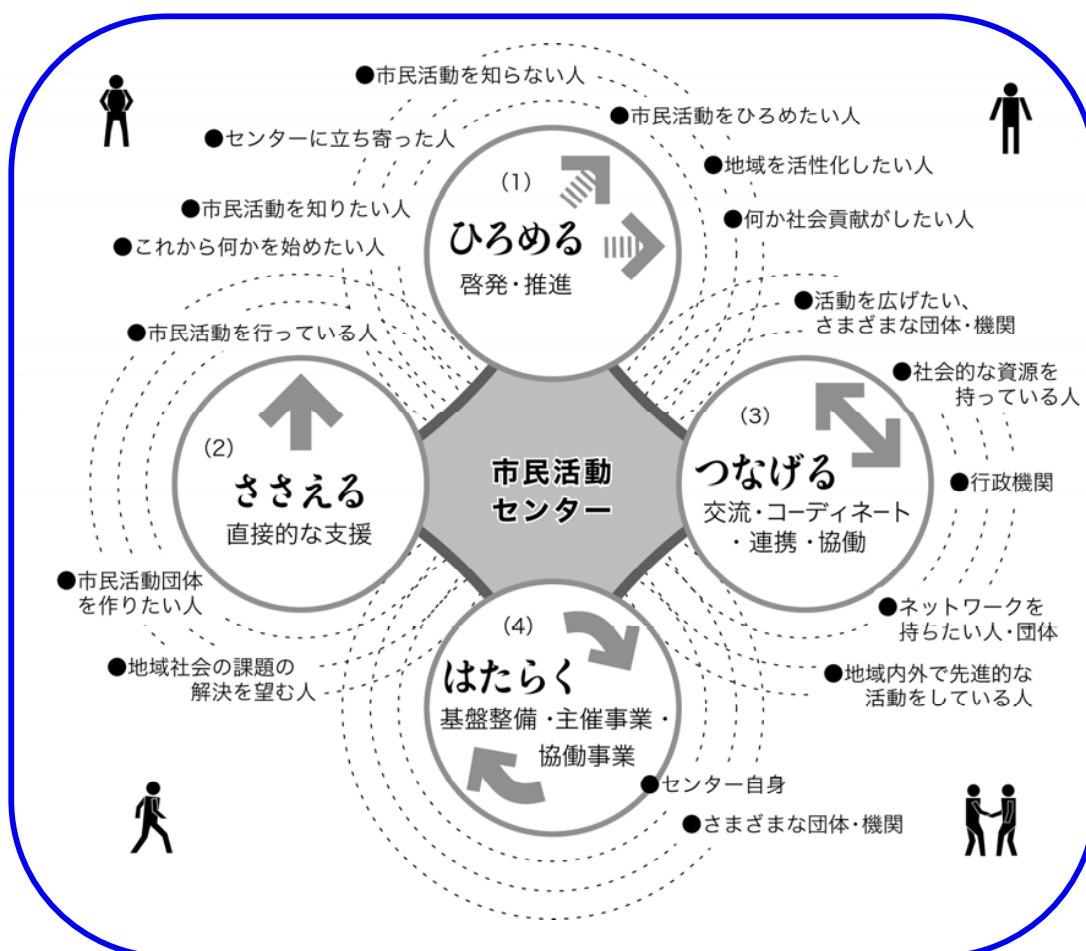 ●市民活動を知らない人
●市民活動をひろめたい人
●センターに立ち寄った人
●地域を活性化したい人
●市民活動を知りたい人
●何か社会貢献がしたい人
●これから何かを始めたい人
(1)
ひろめる
啓発・推進
●活動を広げたい、
さまざまな団体・機関
●市民活動を行っている人
●社会的な資源を
持っている人
(2)
ささえる
直接的な支援
市民活動
センター
(3)
つなげる
交流・コーディネート
・連携・協働
●行政機関
●市民活動団体
を作りたい人
●ネットワークを
持ちたい人・団体
●地域社会の課題の
解決を望む人
(4)
はたらく
基盤整備・主催事業・
協働事業
●地域内外で先進的な
活動をしている人
●センター自身
●さまざまな団体・機関